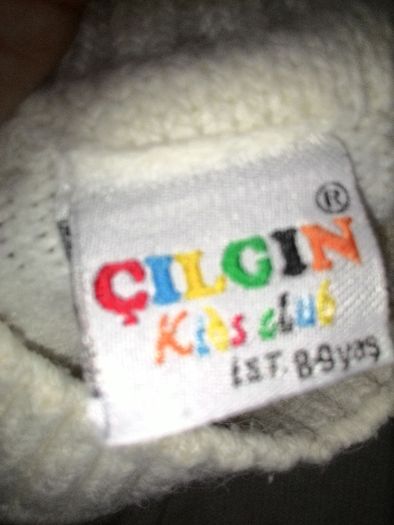 ®
ÇILGIN
Kids club
İST. 8-9 yaş